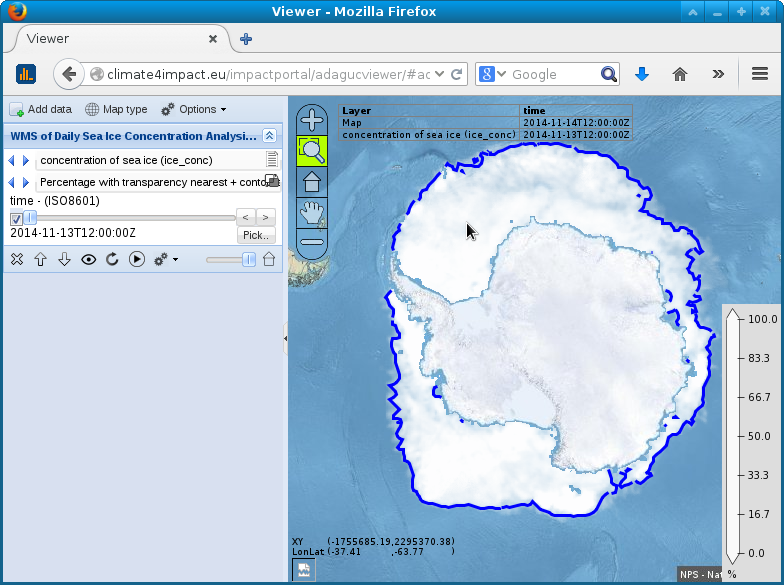 Viewer - Mozilla Firefox
Viewer
climate4impact.eu/impactportal/adagucviewer/#ac
8 Google
Add data Map type Options
WMS of Daily Sea Ice Concentration Analysi...
concentration of sea ice (ice_conc)
Percentage with transparency nearest + conto
time - (ISO8601)
< >
2014-11-13T12:00:00Z
Pick..
Layer time
Map 2014-11-14T12:00:00Z
concentration of sea ice (ice_conc) 2014-11-13T12:00:00Z
100.0
83.3
66.7
50.0
33.3
16.7
0.0
%
XY (-1755685.19,2295370.38)
LonLat (-37.41 ,-63.77 )
NPS - Nat